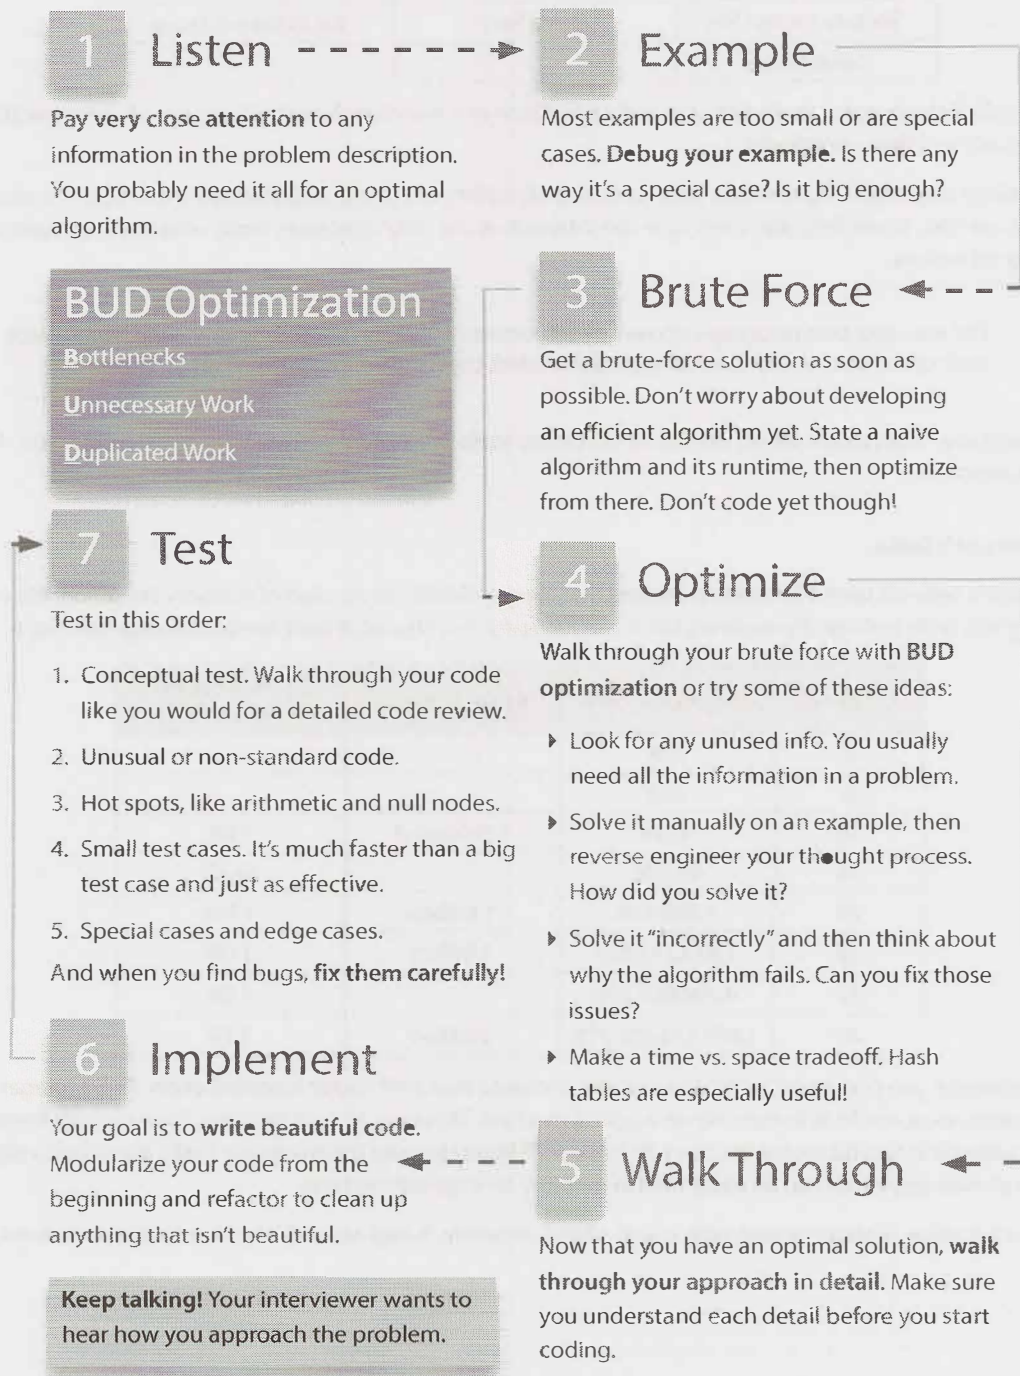 1 Listen
Pay very close attention to any
information in the problem description.
You probably need it all for an optimal
algorithm.
2 Example
Most examples are too small or are special
cases. Debug your example. Is there any
way it's a special case? Is it big enough?
BUD Optimization
Bottlenecks
Unnecessary Work
Duplicated Work
3 Brute Force
Get a brute-force solution as soon as
possible. Don't worry about developing
an efficient algorithm yet. State a naive
algorithm and its runtime, then optimize
from there. Don't code yet though!
4 Optimize
Walk through your brute force with BUD
optimization or try some of these ideas:
Look for any unused info. You usually
need all the information in a problem.
Solve it manually on an example, then
reverse engineer your thought process.
How did you solve it?
Solve it "incorrectly" and then think about
why the algorithm fails. Can you fix those
issues?
Make a time vs. space tradeoff. Hash
tables are especially useful!
5 Walk Through
Now that you have an optimal solution, walk
through your approach in detail. Make sure
you understand each detail before you start
coding.
6 Implement
Your goal is to write beautiful code.
Modularize your code from the
beginning and refactor to clean up
anything that isn't beautiful.
Keep talking! Your interviewer wants to
hear how you approach the problem.
7 Test
Test in this order:
1. Conceptual test. Walk through your code
like you would for a detailed code review.
2. Unusual or non-standard code.
3. Hot spots, like arithmetic and null nodes.
4. Small test cases. It's much faster than a big
test case and just as effective.
5. Special cases and edge cases.
And when you find bugs, fix them carefully!